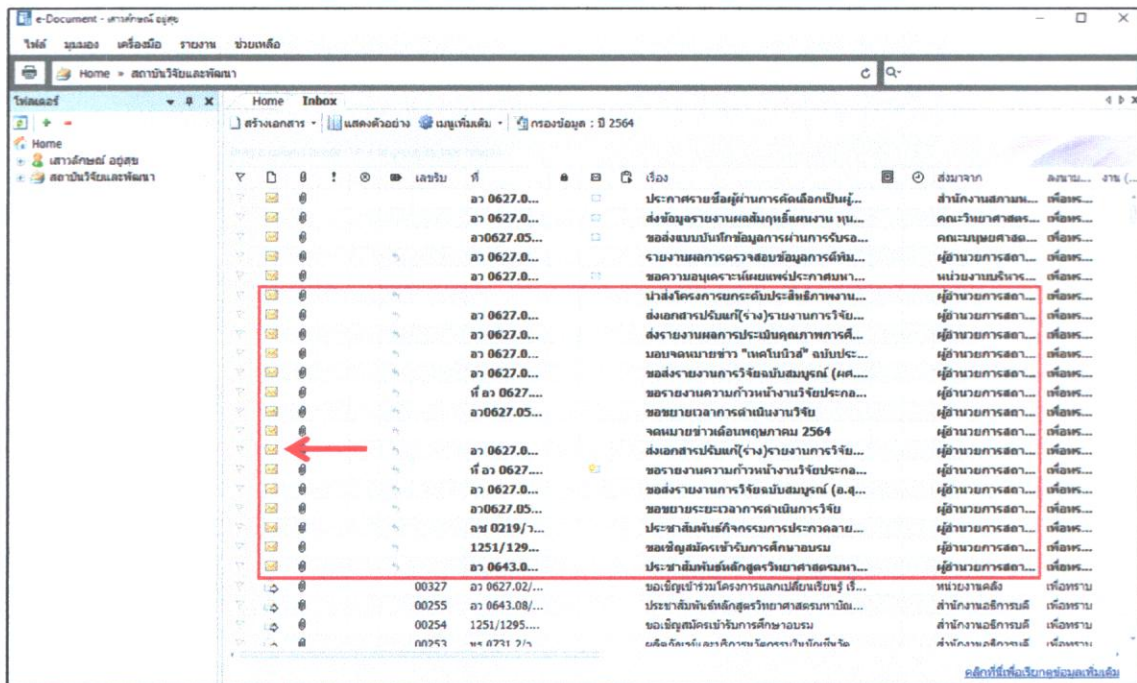 e-Document - เสาวลักษณ์ อยู่สุข
ไฟล์ มุมมอง เครื่องมือ รายงาน ช่วยเหลือ
Home » สถาบันวิจัยและพัฒนา
โฟลเดอร์
Home Inbox
สร้างเอกสาร แสดงตัวอย่าง เมนูเพิ่มเติม กรองข้อมูล : ปี 2564
Home
เสาวลักษณ์ อยู่สุข
สถาบันวิจัยและพัฒนา
เลขรับ ที่ เรื่อง ส่งมาจาก ลงนาม... งาน (...
อว 0627.0... ประกาศรายชื่อผู้ผ่านการคัดเลือกเป็นผู้... สำนักงานสภามห... เพื่อทร...
อว 0627.0... ส่งข้อมูลรายงานผลสัมฤทธิ์แผนงาน ทุน... คณะวิทยาศาสตร... เพื่อทร...
อว0627.05... ขอส่งแบบบันทึกข้อมูลการผ่านการรับรอ... คณะมนุษยศาสต... เพื่อทร...
อว 0627.0... รายงานผลการตรวจสอบข้อมูลการตีพิม... ผู้อำนวยการสถา... เพื่อทร...
อว 0627.0... ขอความอนุเคราะห์เผยแพร่ประกาศมหา... หน่วยงานบริหาร... เพื่อทร...
นำส่งโครงการยกระดับประสิทธิภาพงาน... ผู้อำนวยการสถา... เพื่อทร...
อว 0627.0... ส่งเอกสารปรับแก้(ร่าง)รายงานการวิจัย... ผู้อำนวยการสถา... เพื่อทร...
อว 0627.0... ส่งรายงานผลการประเมินคุณภาพการศึ... ผู้อำนวยการสถา... เพื่อทร...
อว 0627.0... มอบจดหมายข่าว "เทคโนนิวส์" ฉบับประ... ผู้อำนวยการสถา... เพื่อทร...
อว 0627.0... ขอส่งรายงานการวิจัยฉบับสมบูรณ์ (ผศ.... ผู้อำนวยการสถา... เพื่อทร...
ที่ อว 0627.... ขอรายงานความก้าวหน้างานวิจัยประกอ... ผู้อำนวยการสถา... เพื่อทร...
อว0627.05... ขอขยายเวลาการดำเนินงานวิจัย ผู้อำนวยการสถา... เพื่อทร...
จดหมายข่าวเดือนพฤษภาคม 2564 ผู้อำนวยการสถา... เพื่อทร...
อว 0627.0... ส่งเอกสารปรับแก้(ร่าง)รายงานการวิจัย... ผู้อำนวยการสถา... เพื่อทร...
ที่ อว 0627.... ขอรายงานความก้าวหน้างานวิจัยประกอ... ผู้อำนวยการสถา... เพื่อทร...
อว 0627.0... ขอส่งรายงานการวิจัยฉบับสมบูรณ์ (อ.สุ... ผู้อำนวยการสถา... เพื่อทร...
อว0627.05... ขอขยายระยะเวลาการดำเนินการวิจัย ผู้อำนวยการสถา... เพื่อทร...
ฉช 0219/ว... ประชาสัมพันธ์กิจกรรมการประกวดลาย... ผู้อำนวยการสถา... เพื่อทร...
1251/129... ขอเชิญสมัครเข้ารับการศึกษาอบรม ผู้อำนวยการสถา... เพื่อทร...
อว 0643.0... ประชาสัมพันธ์หลักสูตรวิทยาศาสตรมหา... ผู้อำนวยการสถา... เพื่อทร...
00327 อว 0627.02/... ขอเชิญเข้าร่วมโครงการแลกเปลี่ยนเรียนรู้ เรื่... หน่วยงานคลัง เพื่อทราบ
00255 อว 0643.08/... ประชาสัมพันธ์หลักสูตรวิทยาศาสตรมหาบัณ... สำนักงานอธิการบดี เพื่อทราบ
00254 1251/1295.... ขอเชิญสมัครเข้ารับการศึกษาอบรม สำนักงานอธิการบดี เพื่อทราบ
00253 สำนักงานอธิการบดี เพื่อทราบ
คลิกที่นี่เพื่อเรียกดูข้อมูลเพิ่มเติม